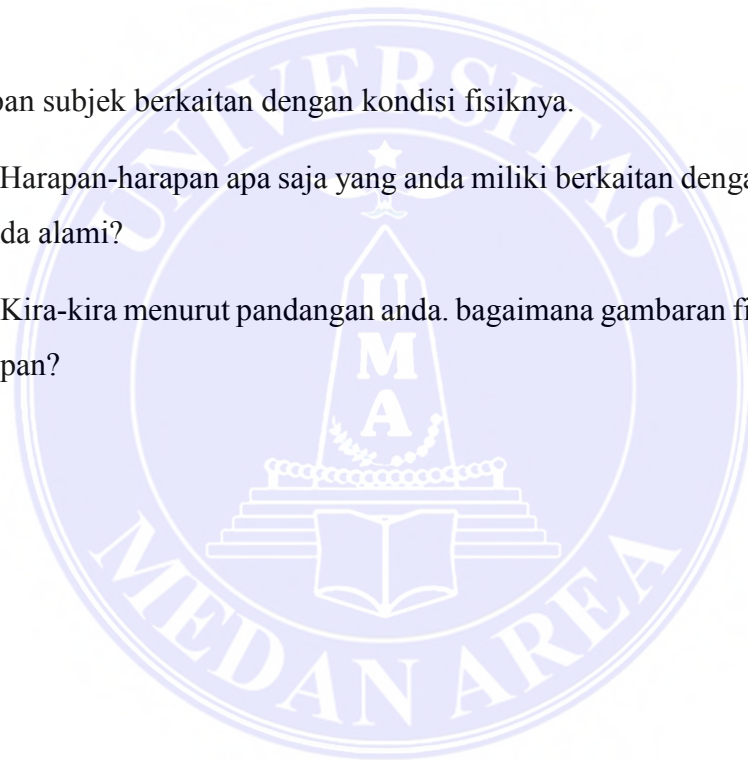 pan subjek berkaitan dengan kondisi fisiknya.
Harapan-harapan apa saja yang anda miliki berkaitan denga
da alami?
Kira-kira menurut pandangan anda. bagaimana gambaran fi
pan?
UNIVERSITAS
UMA
MEDAN AREA